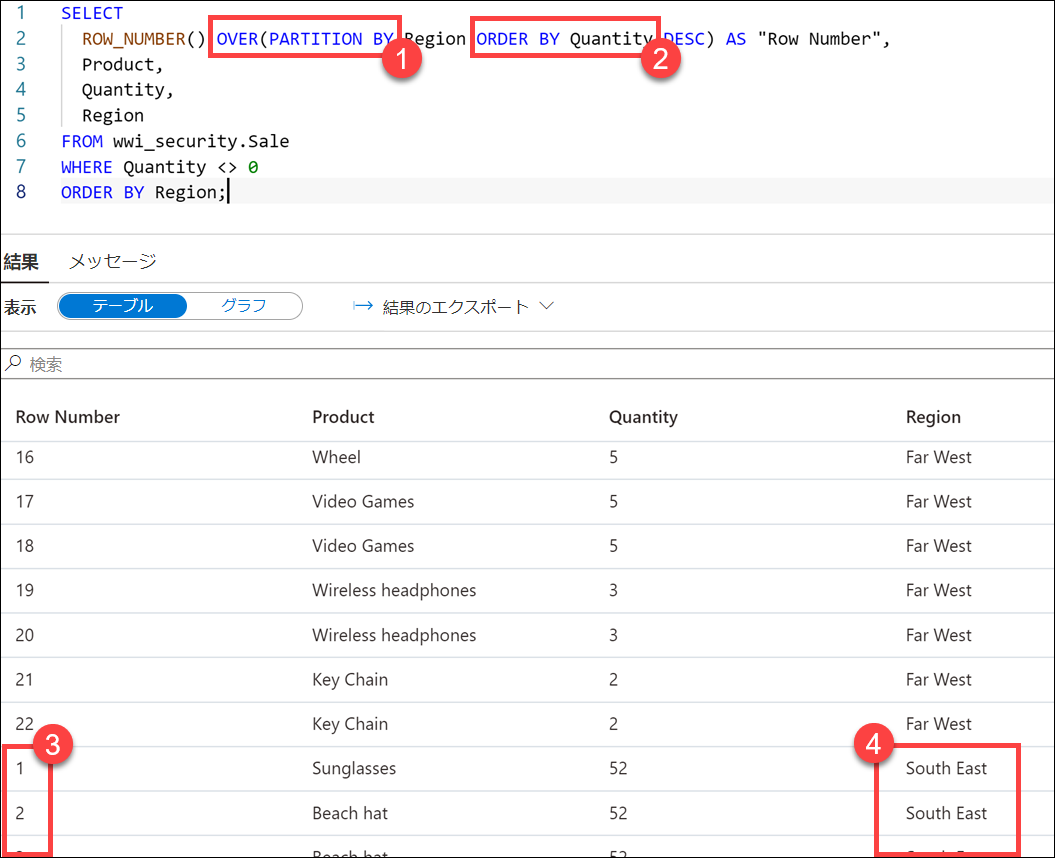 1 SELECT
2 ROW_NUMBER() OVER(PARTITION BY Region ORDER BY Quantity DESC) AS "Row Number",
3 Product,
4 Quantity,
5 Region
6 FROM wwi_security.Sale
7 WHERE Quantity <> 0
8 ORDER BY Region;
1
2
結果 メッセージ
表示 テーブル グラフ 結果のエクスポート
検索
Row Number Product Quantity Region
16 Wheel 5 Far West
17 Video Games 5 Far West
18 Video Games 5 Far West
19 Wireless headphones 3 Far West
20 Wireless headphones 3 Far West
21 Key Chain 2 Far West
22 Key Chain 2 Far West
3
4
1 Sunglasses 52 South East
2 Beach hat 52 South East
Beach hat 52